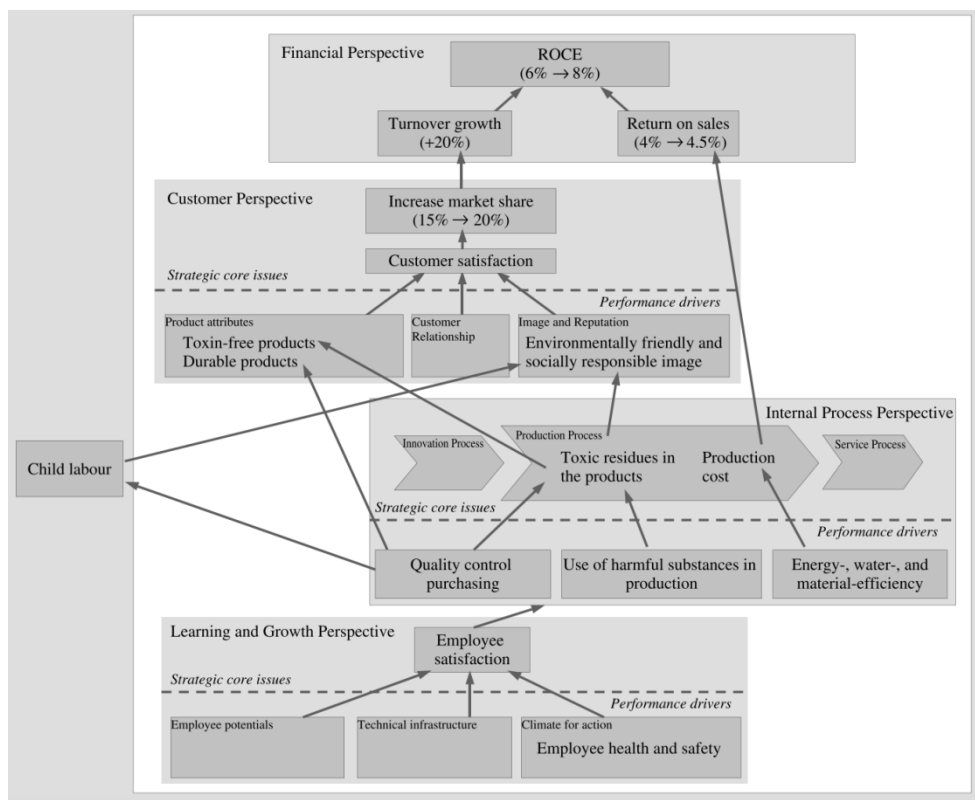 Financial Perspective
ROCE
(6% → 8%)
Turnover growth
(+20%)
Return on sales
(4% → 4.5%)
Customer Perspective
Increase market share
(15% → 20%)
Customer satisfaction
Strategic core issues
Performance drivers
Product attributes
Toxin-free products
Durable products
Customer
Relationship
Image and Reputation
Environmentally friendly and
socially responsible image
Internal Process Perspective
Child labour
Innovation Process
Production Process
Toxic residues in
the products
Production
cost
Service Process
Strategic core issues
Performance drivers
Quality control
purchasing
Use of harmful substances in
production
Energy-, water-, and
material-efficiency
Learning and Growth Perspective
Employee
satisfaction
Strategic core issues
Performance drivers
Employee potentials
Technical infrastructure
Climate for action
Employee health and safety